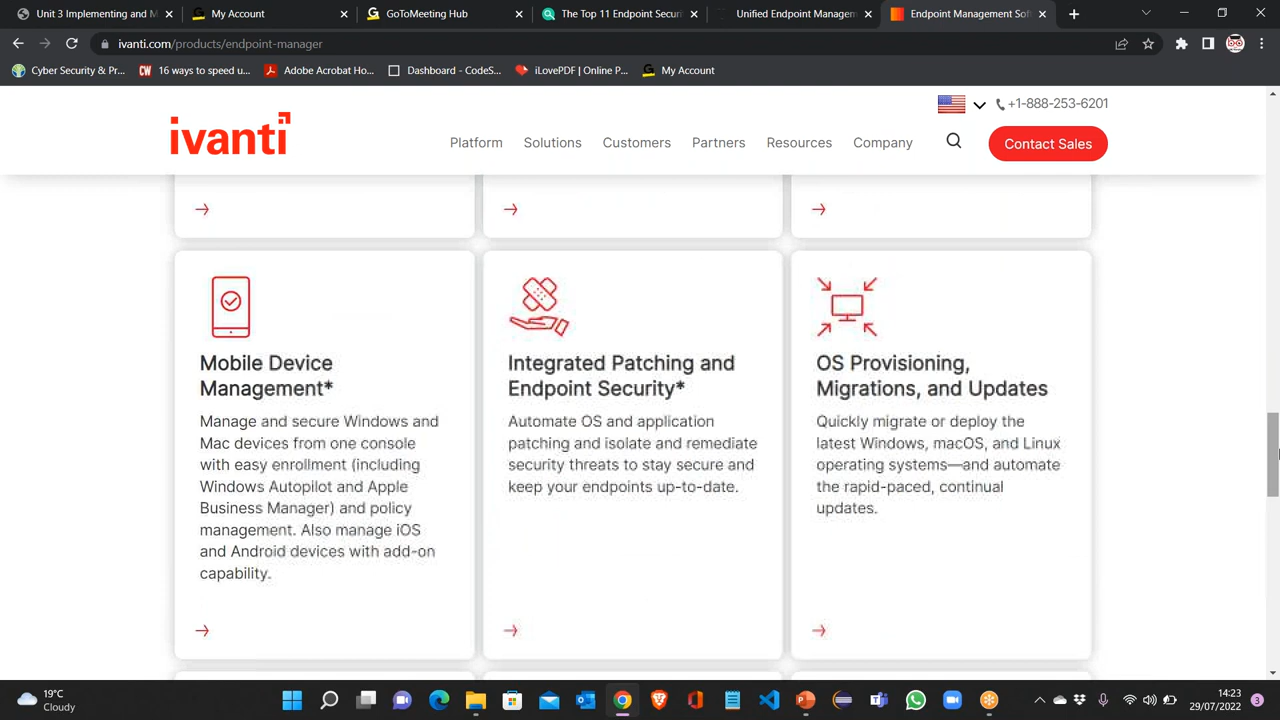 Unit 3 Implementing and M
My Account
GoToMeeting Hub
The Top 11 Endpoint Securi
Unified Endpoint Managem
Endpoint Management Soft
ivanti.com/products/endpoint-manager
Cyber Security & Pr...
CW
16 ways to speed u...
Adobe Acrobat Ho...
Dashboard - CodeS...
iLovePDF | Online P...
My Account
+1-888-253-6201
ivanti
Platform
Solutions
Customers
Partners
Resources
Company
Contact Sales
Mobile Device
Management*
Manage and secure Windows and
Mac devices from one console
with easy enrollment (including
Windows Autopilot and Apple
Business Manager) and policy
management. Also manage iOS
and Android devices with add-on
capability.
Integrated Patching and
Endpoint Security*
Automate OS and application
patching and isolate and remediate
security threats to stay secure and
keep your endpoints up-to-date.
OS Provisioning,
Migrations, and Updates
Quickly migrate or deploy the
latest Windows, macOS, and Linux
operating systems—and automate
the rapid-paced, continual
updates.
19°C
Cloudy
14:23
29/07/2022
3